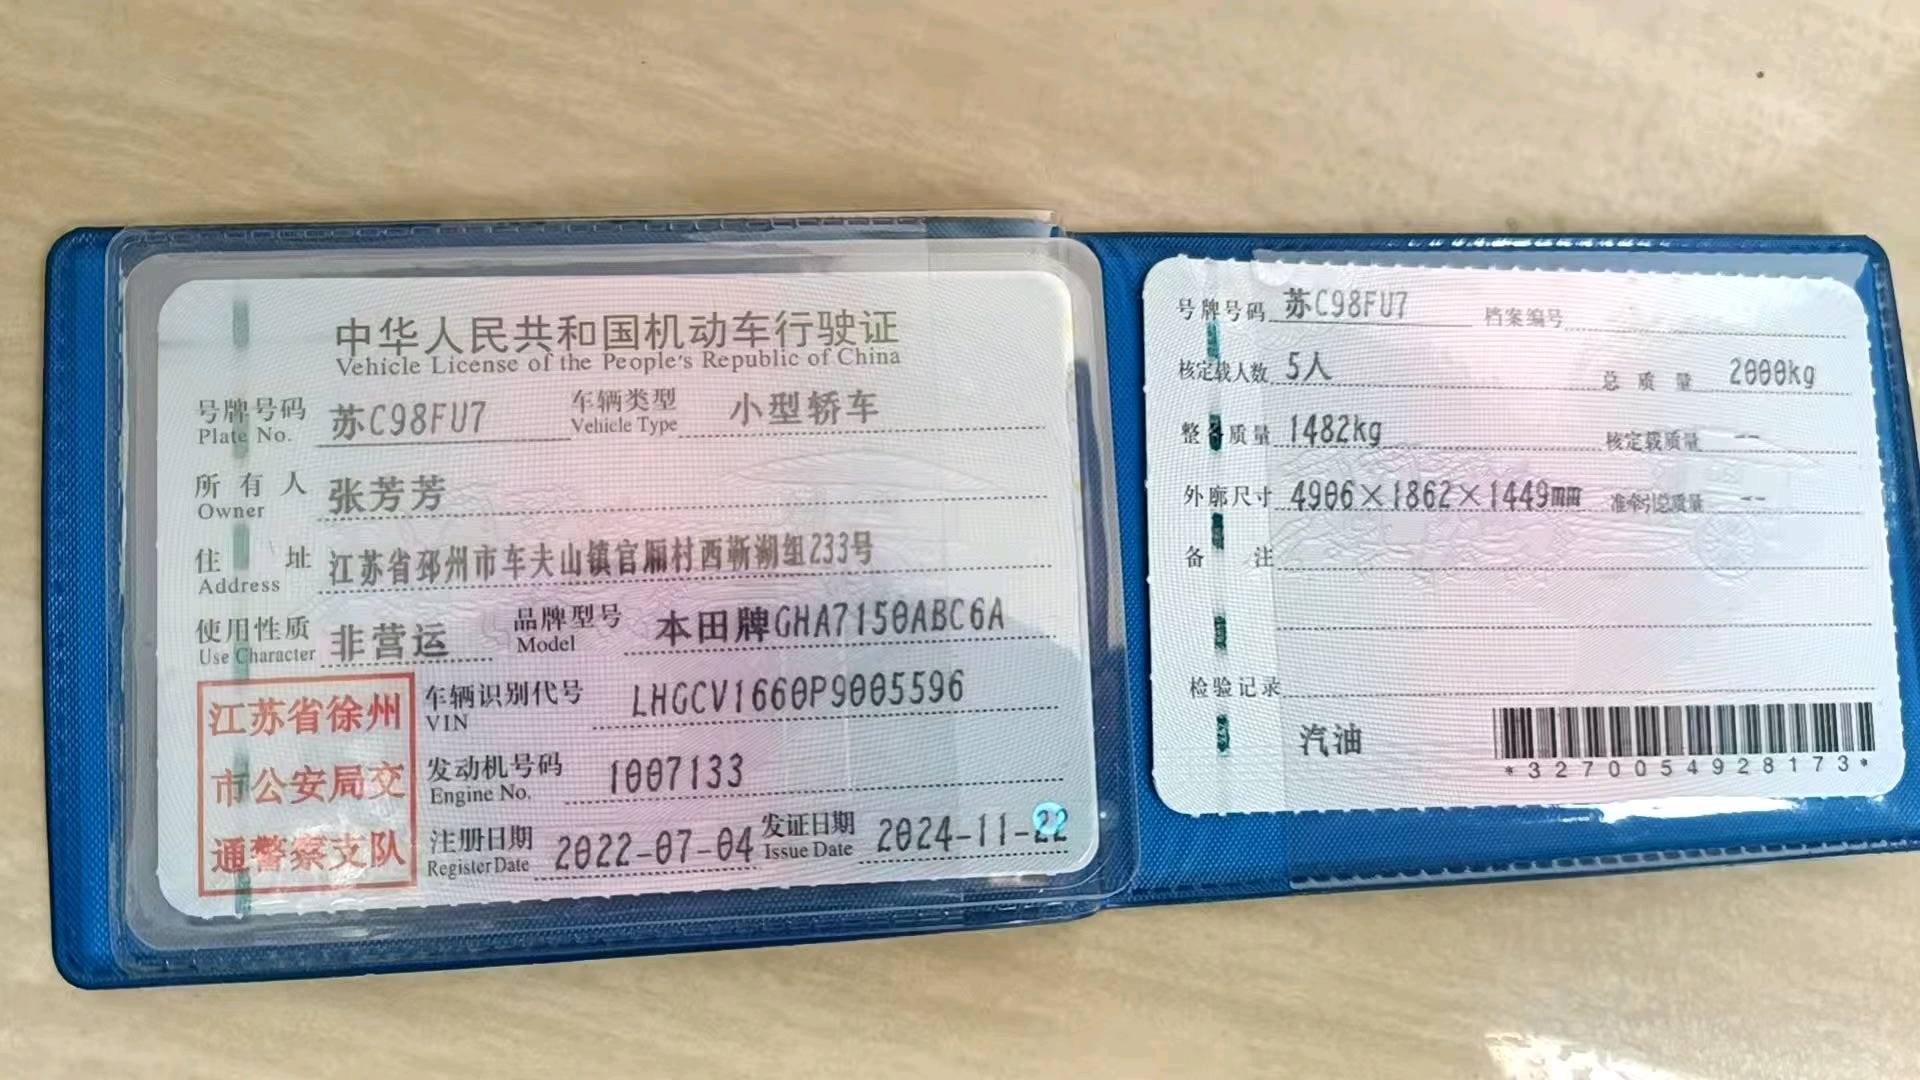 中华人民共和国机动车行驶证
Vehicle License of the People's Republic of China
号牌号码 苏C98FU7 车辆类型 小型轿车
Plate No. Vehicle Type
所有人 张芳芳
Owner
住址 江苏省邳州市车夫山镇官厢村西蕲湖组233号
Address
使用性质 非营运 品牌型号 本田牌GHA7150ABC6A
Use Character Model
江苏省徐州
市公安局交
通警察支队
车辆识别代号 LHGCV1660P9005596
VIN
发动机号码 1007133
Engine No.
注册日期 2022-07-04 发证日期 2024-11-22
Register Date Issue Date
号牌号码 苏C98FU7 档案编号
核定载人数 5人 总质量 2000kg
整备质量 1482kg 核定载质量 --
外廓尺寸 4906×1862×1449mm 准牵引总质量 --
备注
检验记录
汽油
*3270054928173*